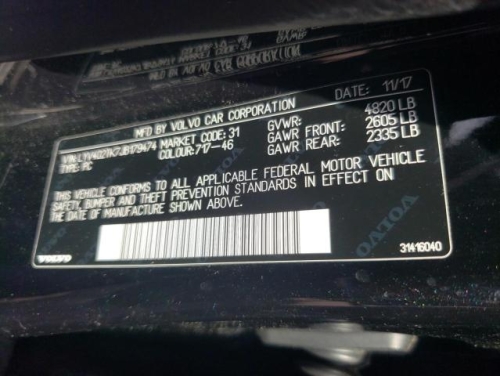 DATE: 11/17
MFD BY VOLVO CAR CORPORATION
MARKET CODE: 31
TYPE: PC
COLOUR: 717-46
GVWR: 4820 LB
GAWR FRONT: 2605 LB
GAWR REAR: 2335 LB
THIS VEHICLE CONFORMS TO ALL APPLICABLE FEDERAL MOTOR VEHICLE
SAFETY, BUMPER AND THEFT PREVENTION STANDARDS IN EFFECT ON
THE DATE OF MANUFACTURE SHOWN ABOVE.
VOLVO
31416040